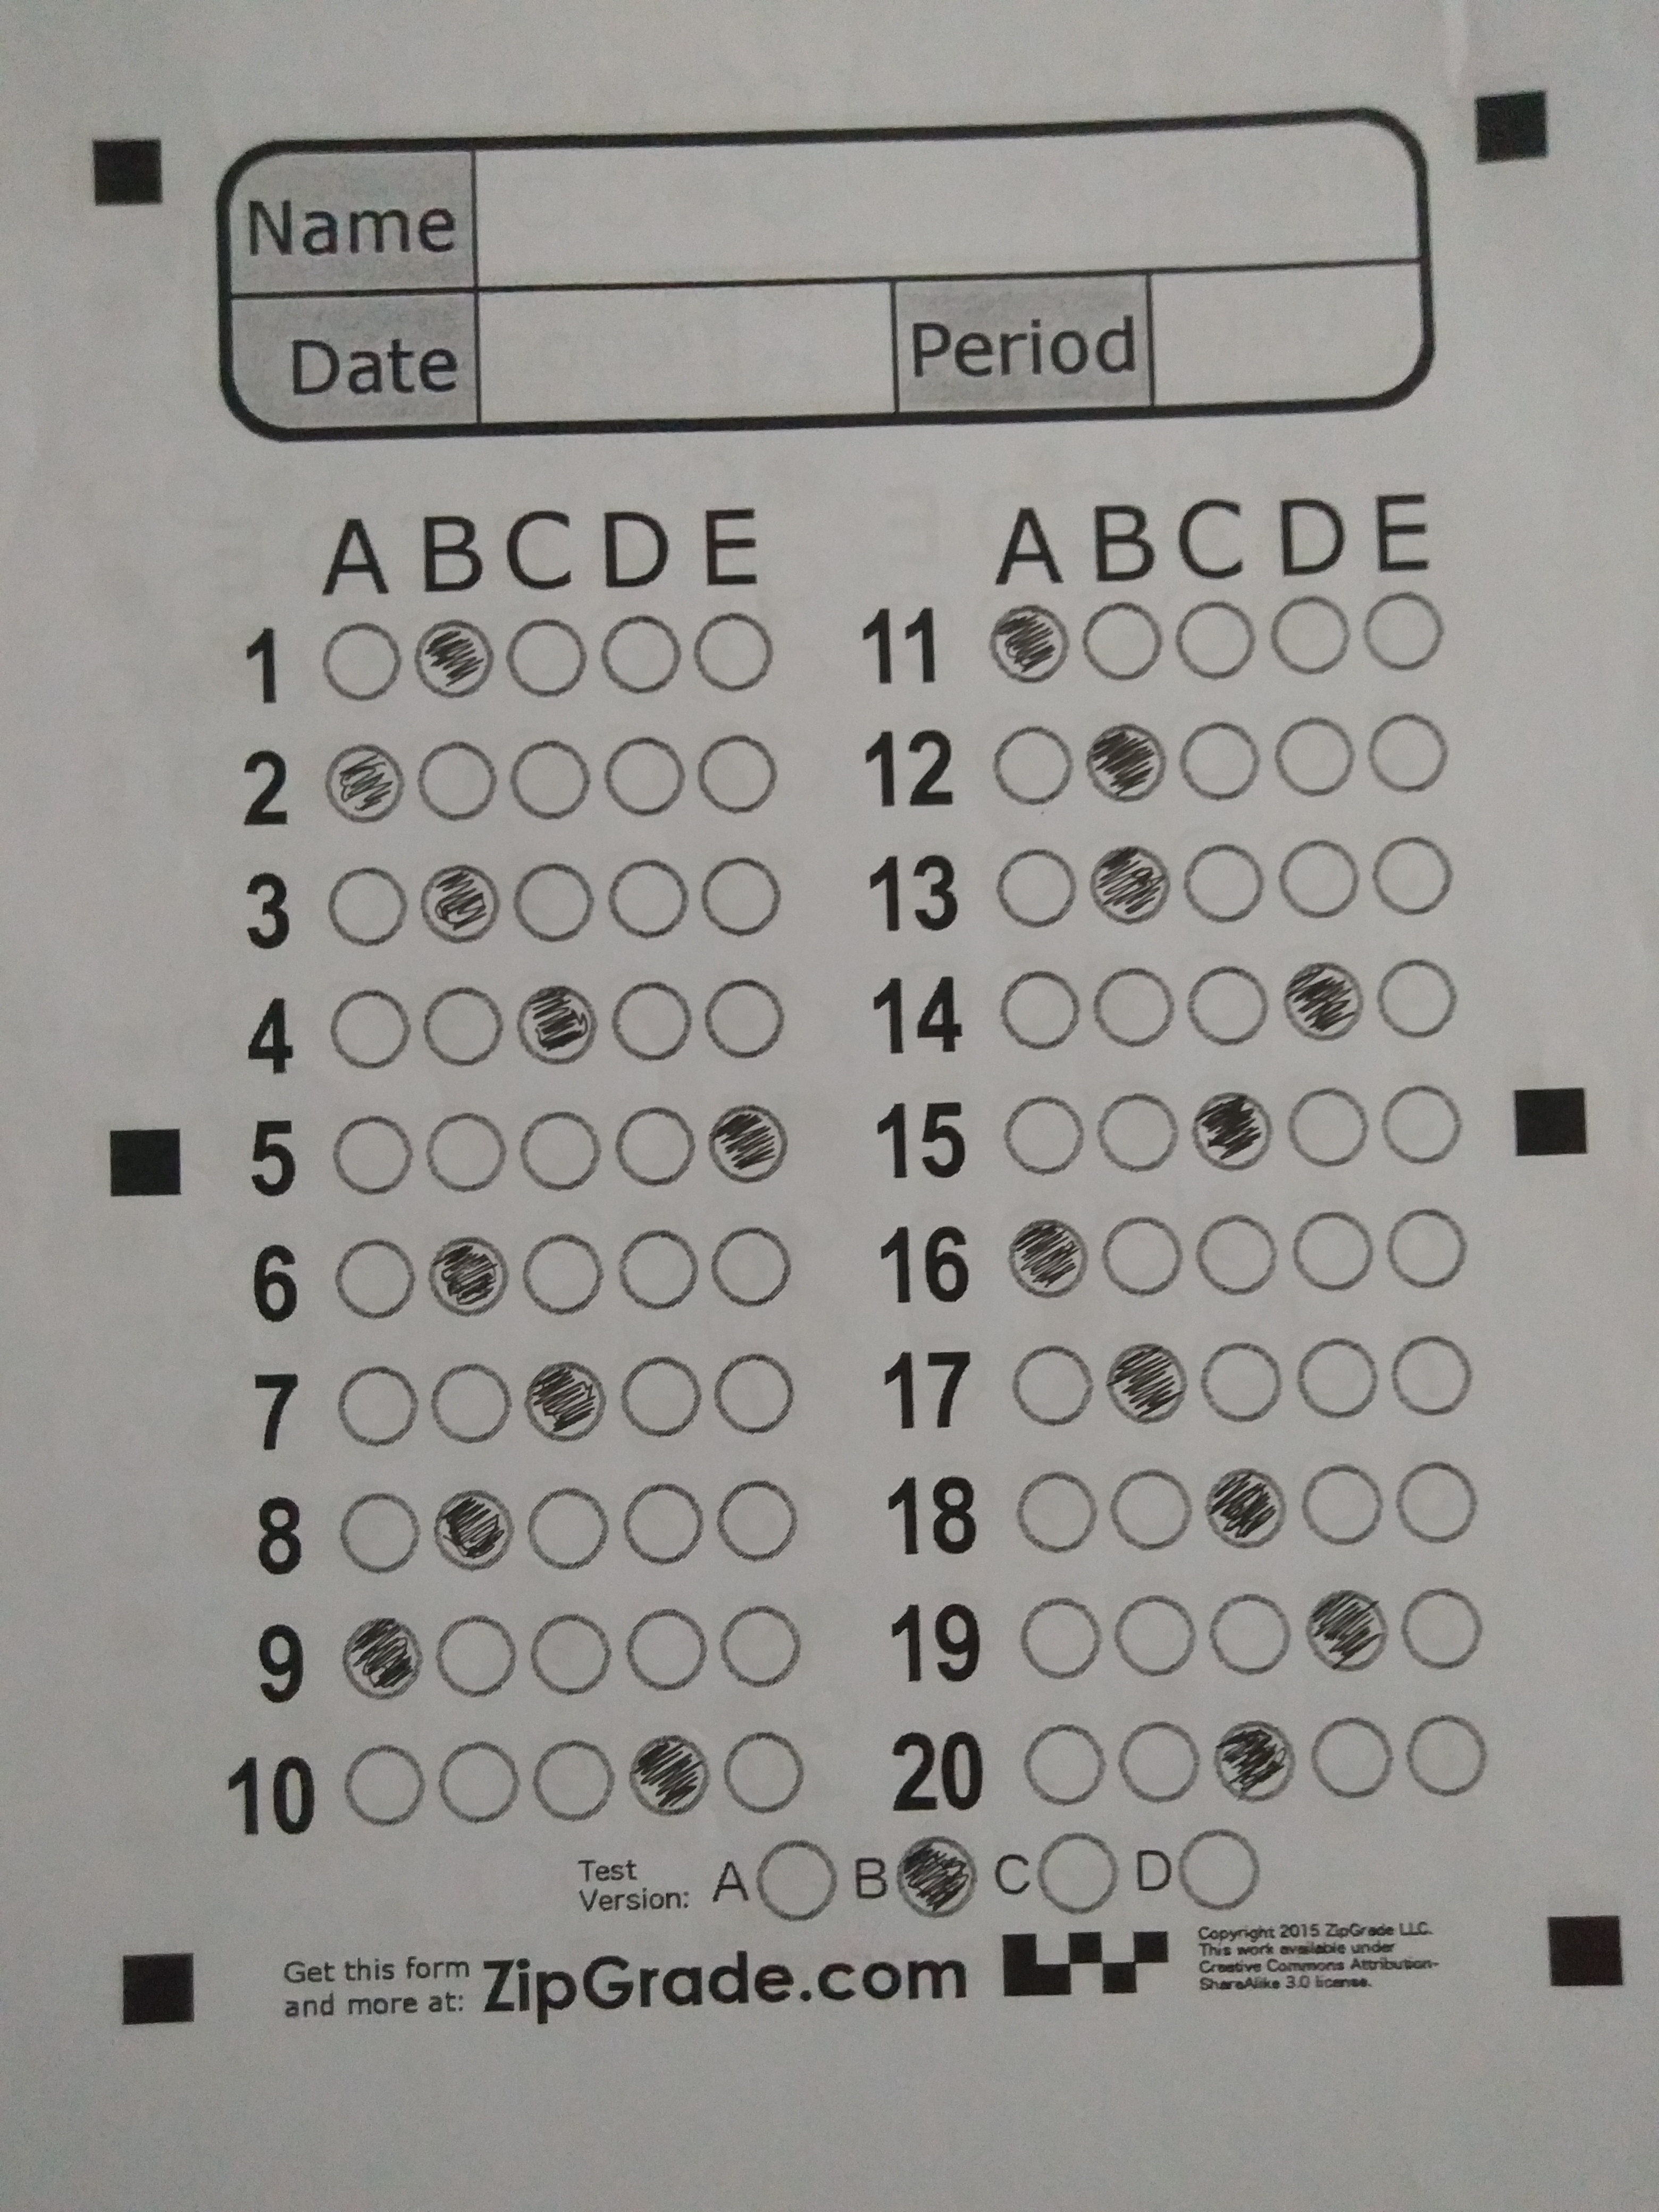 Name
Date Period
A B C D E A B C D E
1 11
2 12
3 13
4 14
5 15
6 16
7 17
8 18
9 19
10 20
Test
Version: A B C D
Get this form
and more at: ZipGrade.com
Copyright 2015 ZipGrade LLC.
This work available under
Creative Commons Attribution-
ShareAlike 3.0 license.